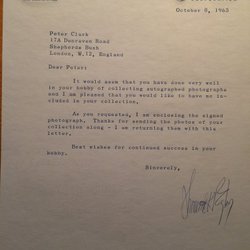 October 8, 1963
Peter Clark
17A Dunraven Road
Shepherds Bush
London, W.12, England
Dear Peter:
It would seem that you have done very well
in your hobby of collecting autographed photographs
and I am pleased that you would like to have me in-
cluded in your collection.
As you requested, I am enclosing the signed
photograph. Thanks for sending the photos of your
collection along - I am returning them with this
letter.
Best wishes for continued success in your
hobby.
Sincerely,